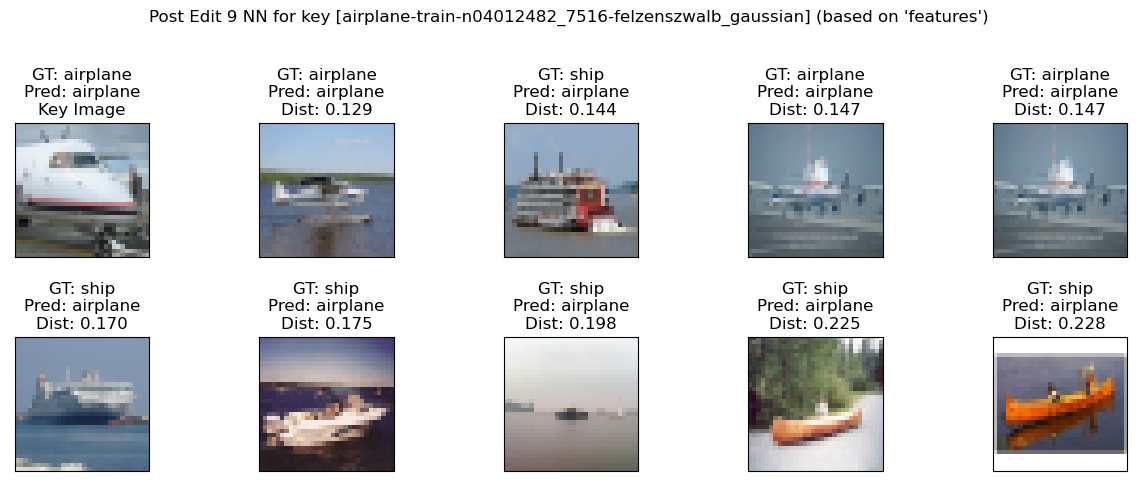 Post Edit 9 NN for key [airplane-train-n04012482_7516-felzenszwalb_gaussian] (based on 'features')
GT: airplane
Pred: airplane
Key Image
GT: airplane
Pred: airplane
Dist: 0.129
GT: ship
Pred: airplane
Dist: 0.144
GT: airplane
Pred: airplane
Dist: 0.147
GT: airplane
Pred: airplane
Dist: 0.147
GT: ship
Pred: airplane
Dist: 0.170
GT: ship
Pred: airplane
Dist: 0.175
GT: ship
Pred: airplane
Dist: 0.198
GT: ship
Pred: airplane
Dist: 0.225
GT: ship
Pred: airplane
Dist: 0.228